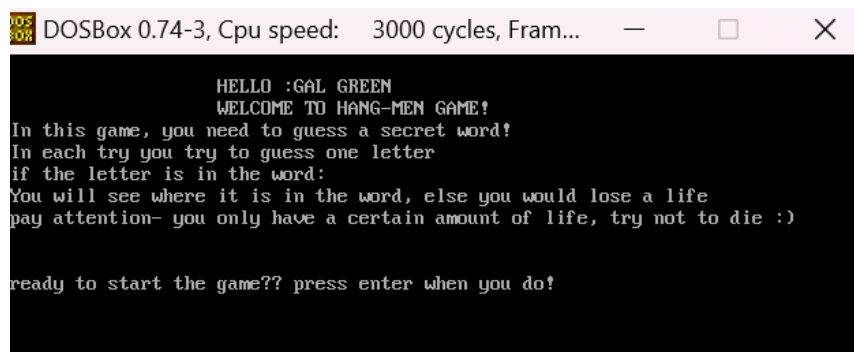 DOS
BOX
DOSBox 0.74-3, Cpu speed: 3000 cycles, Fram...
HELLO :GAL GREEN
WELCOME TO HANG-MEN GAME!
In this game, you need to guess a secret word!
In each try you try to guess one letter
if the letter is in the word:
You will see where it is in the word, else you would lose a life
pay attention- you only have a certain amount of life, try not to die :)
ready to start the game?? press enter when you do!